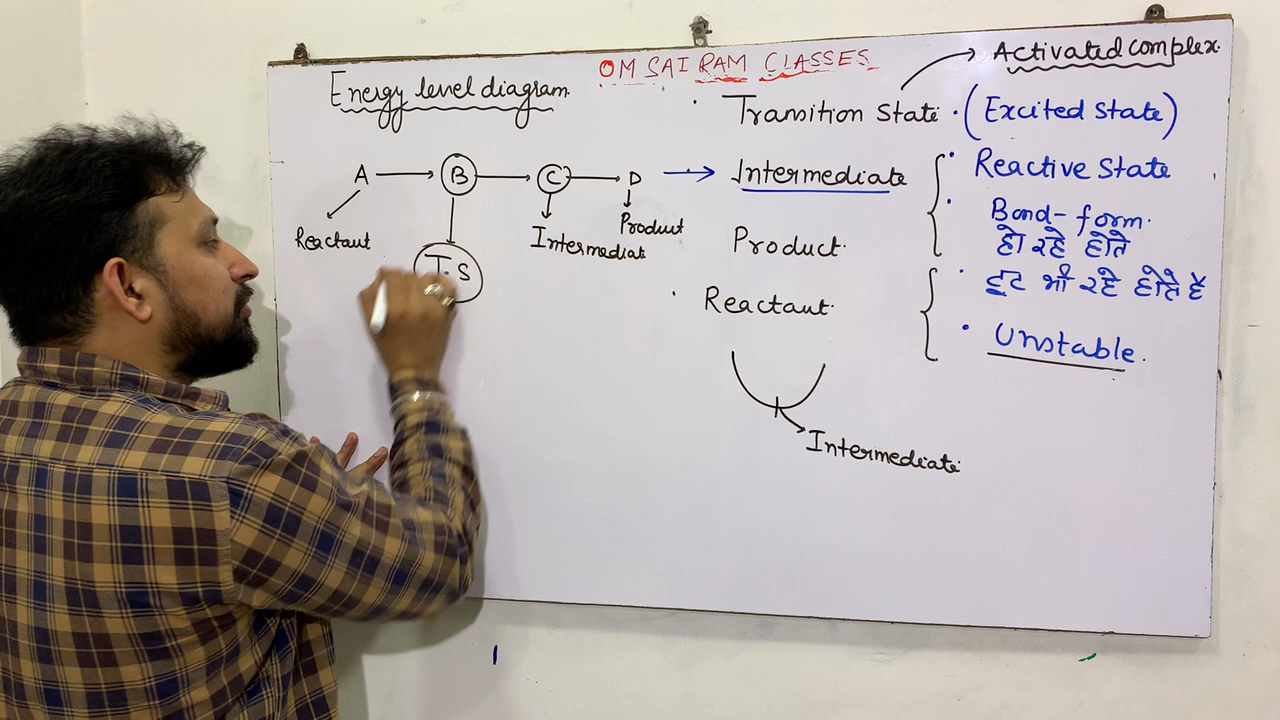 OM SAI RAM CLASSES
Energy level diagram
A → B → C → D →
Reactant
T.S
Intermediate
Product
Activated complex.
Transition State · (Excited State)
Intermediate
Product.
Reactant.
Reactive State
Bond-form.
हो रहे होते
टूट भी रहे होते हैं
Unstable.
Intermediate